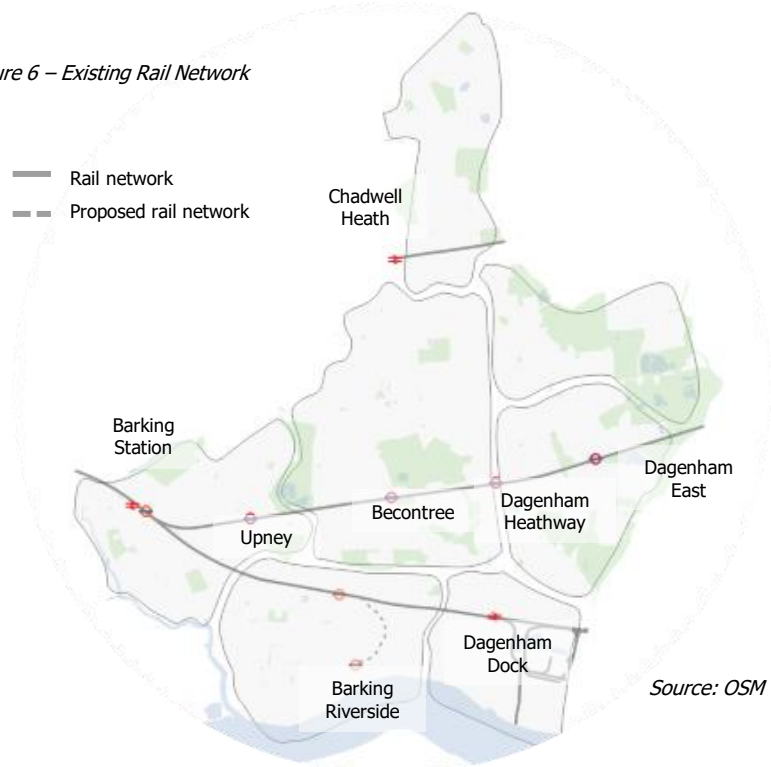 ure 6 – Existing Rail Network
Rail network
Proposed rail network
Chadwell
Heath
Barking
Station
Upney
Becontree
Dagenham
Heathway
Dagenham
East
Dagenham
Dock
Barking
Riverside
Source: OSM